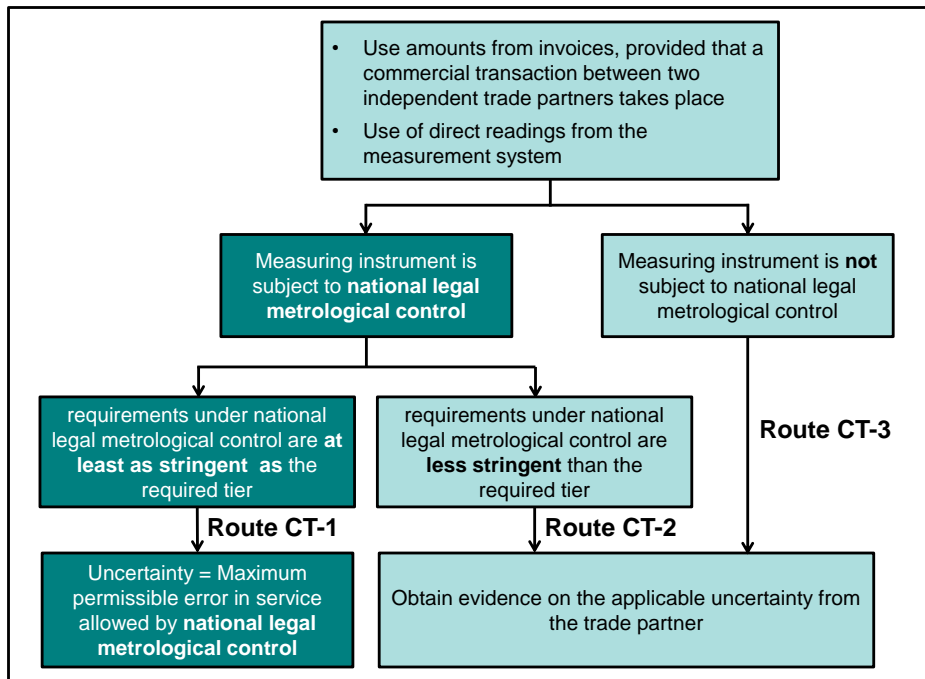 • Use amounts from invoices, provided that a
commercial transaction between two
independent trade partners takes place
• Use of direct readings from the
measurement system
Measuring instrument is
subject to national legal
metrological control
Measuring instrument is not
subject to national legal
metrological control
requirements under national
legal metrological control are at
least as stringent as the
required tier
requirements under national
legal metrological control are
less stringent than the
required tier
Route CT-3
Route CT-1
Route CT-2
Uncertainty = Maximum
permissible error in service
allowed by national legal
metrological control
Obtain evidence on the applicable uncertainty from
the trade partner